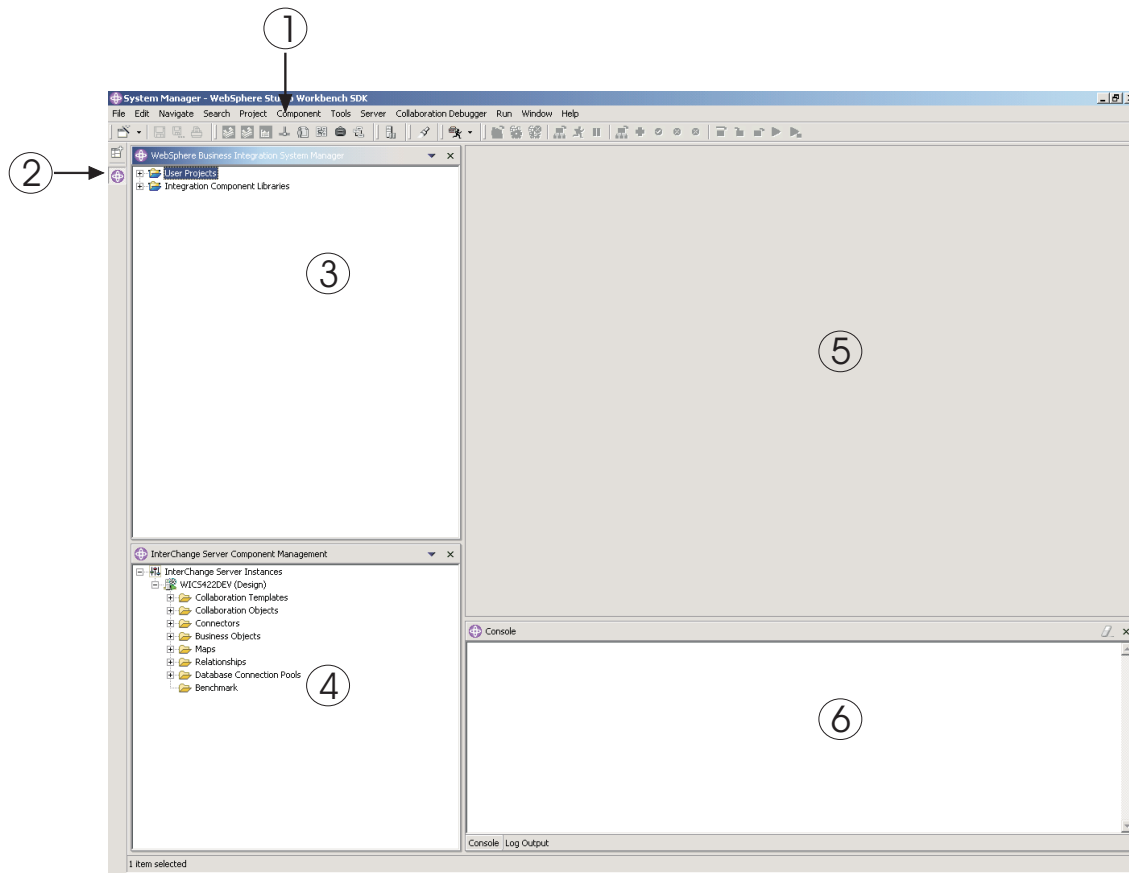 1
System Manager - WebSphere Studio Workbench SDK
File Edit Navigate Search Project Component Tools Server Collaboration Debugger Run Window Help
2
WebSphere Business Integration System Manager
User Projects
Integration Component Libraries
3
5
InterChange Server Component Management
InterChange Server Instances
WICS422DEV (Design)
Collaboration Templates
Collaboration Objects
Connectors
Business Objects
Maps
Relationships
Database Connection Pools
Benchmark
4
Console
6
Console Log Output
1 item selected